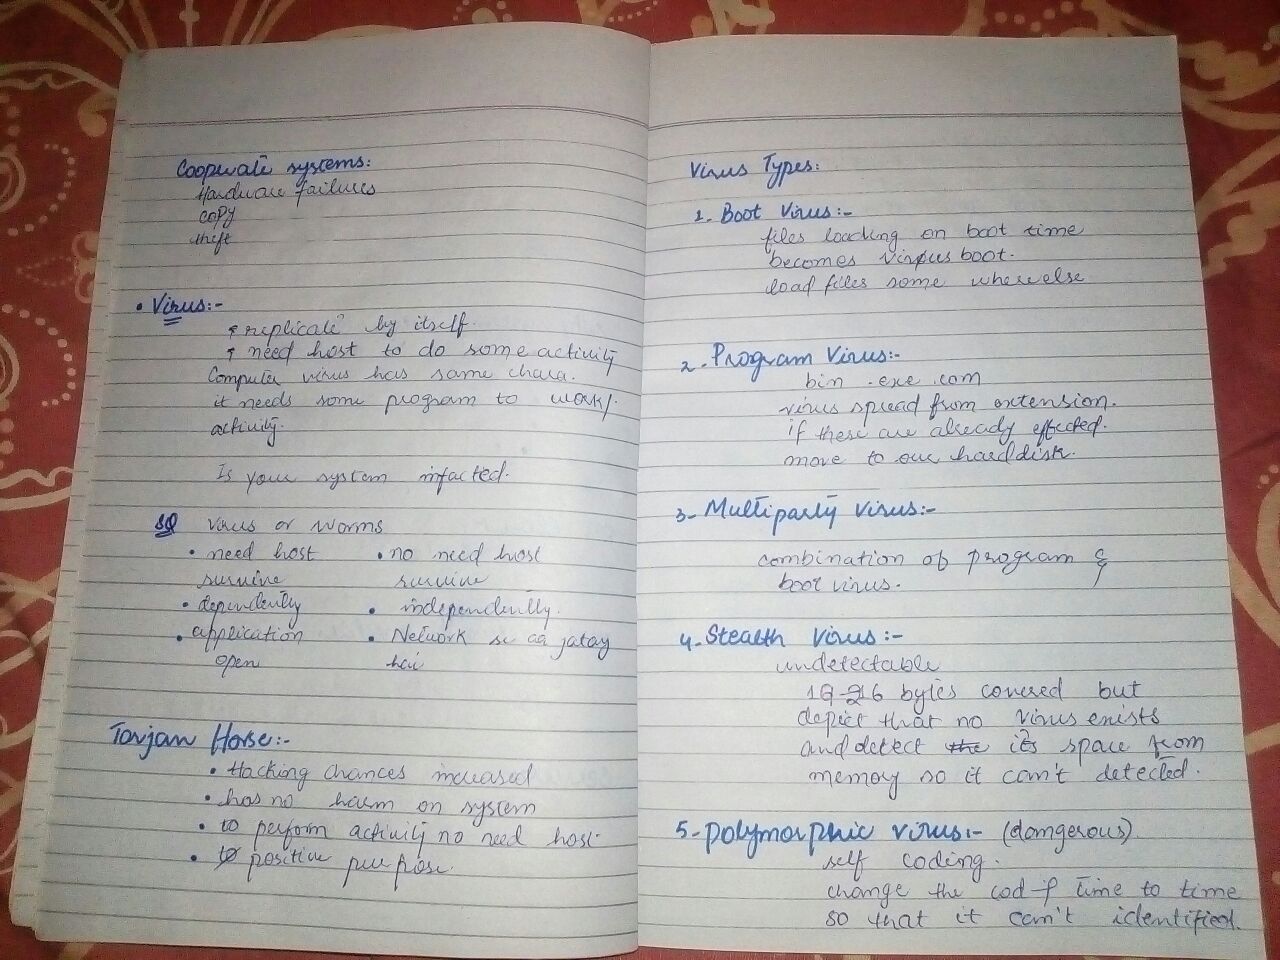 Cooperate systems:
Hardware failures
copy
theft
• Virus:-
replicate by itself.
need host to do some activity
Computer virus has same chara.
it needs some program to work/.
activity.
Is your system infacted.
SQ Virus or Worms
• need host • no need host
survive survive
• dependently • independently.
• application • Network se aa jatay
open hai
Torjan Horse:-
• Hacking chances increased
• has no harm on system
• to perform activity no need host
• positive purpose.
Virus Types:
1- Boot Virus:-
files loading on boot time
becomes virus boot.
load files some where else
2- Program Virus:-
bin .exe .com
virus spread from extension.
if these are already effected.
move to our hard disk.
3- Multiparty Virus:-
combination of program &
boot virus.
4- Stealth Virus:-
undetectable
bytes covered but
depict that no virus exists
and detect the its space from
memory so it can't detected.
5- Polymorphic virus:- (dangerous)
self coding.
change the cod f time to time
so that it can't identified.